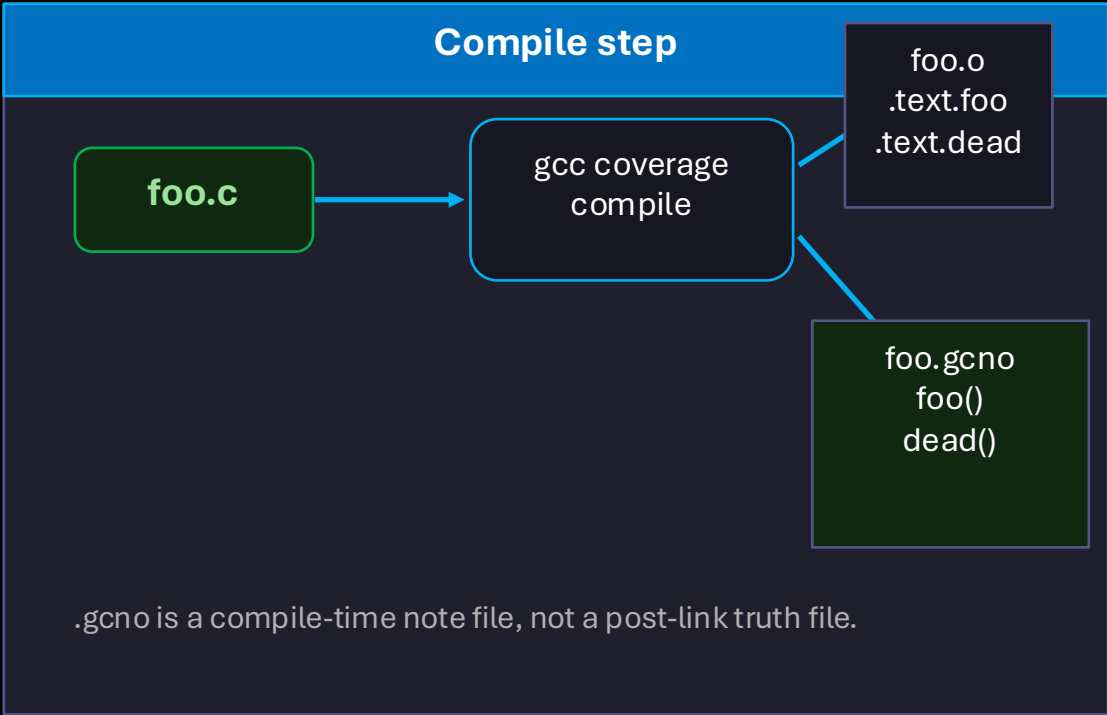 Compile step
foo.o
.text.foo
.text.dead
foo.c
gcc coverage
compile
foo.gcno
foo()
dead()
.gcno is a compile-time note file, not a post-link truth file.